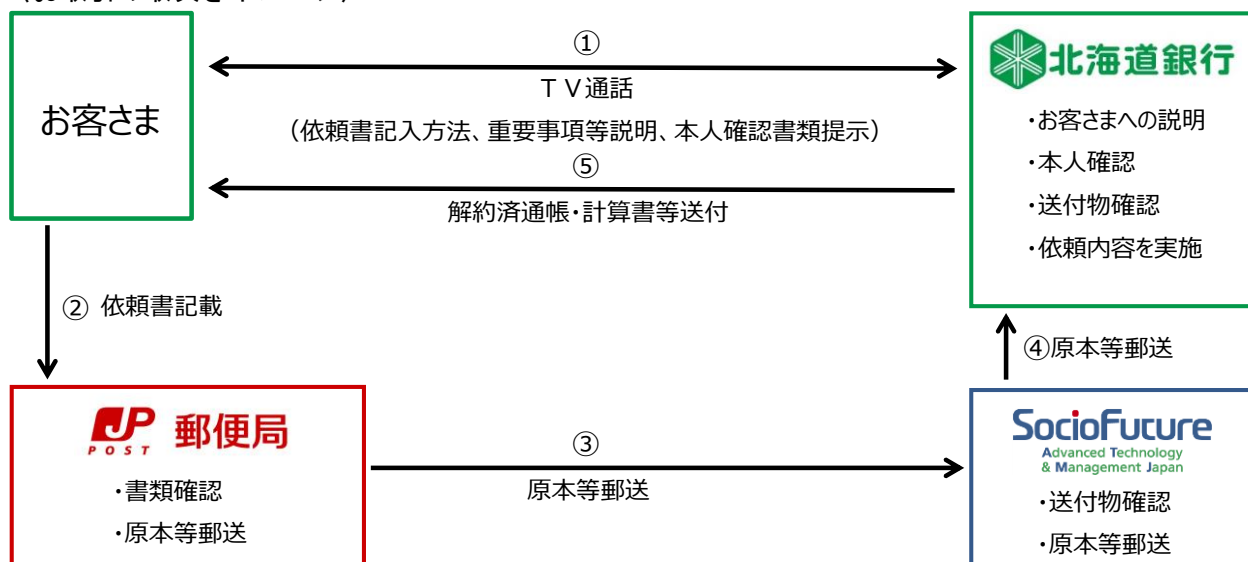 ①
TV通話
(依頼書記入方法、重要事項等説明、本人確認書類提示)
お客さま
北海道銀行
・お客さまへの説明
・本人確認
・送付物確認
・依頼内容を実施
⑤
解約済通帳・計算書等送付
② 依頼書記載
④原本等郵送
JP
POST
郵便局
・書類確認
・原本等郵送
③
原本等郵送
SocioFuture
Advanced Technology
& Management Japan
・送付物確認
・原本等郵送